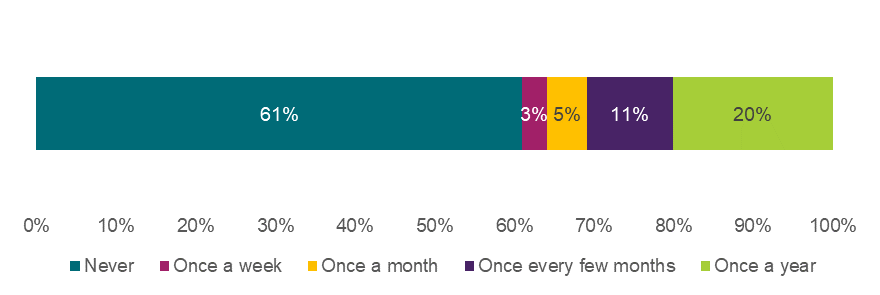 61% 3% 5% 11% 20%
0% 10% 20% 30% 40% 50% 60% 70% 80% 90% 100%
Never Once a week Once a month Once every few months Once a year